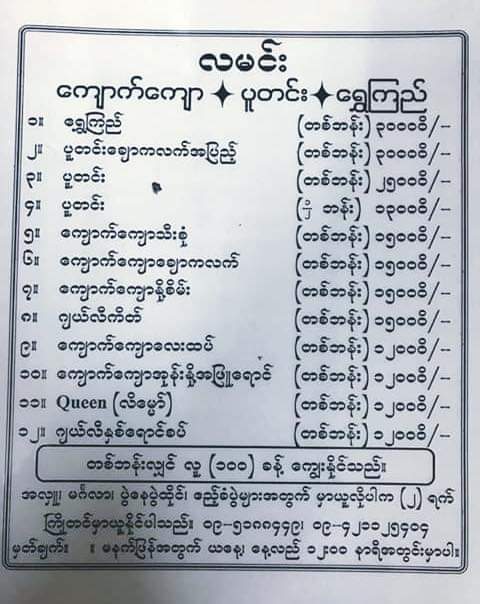 လမင်း
ကျောက်ကျော ✦ ပူတင်း ✦ ရွှေကြည်
၁။ ရွှေကြည် (တစ်ဘန်း) ၃၀၀၀၀ိ/–
၂။ ပူတင်းချောကလက်အပြည့် (တစ်ဘန်း) ၃၀၀၀၀ိ/–
၃။ ပူတင်း (တစ်ဘန်း) ၂၅၀၀၀ိ/–
၄။ ပူတင်း (½ ဘန်း) ၁၃၀၀၀ိ/–
၅။ ကျောက်ကျောသီးစုံ (တစ်ဘန်း) ၁၅၀၀၀ိ/–
၆။ ကျောက်ကျောချောကလက် (တစ်ဘန်း) ၁၅၀၀၀ိ/–
၇။ ကျောက်ကျောနို့စိမ်း (တစ်ဘန်း) ၁၅၀၀၀ိ/–
၈။ ဂျယ်လီကိတ် (တစ်ဘန်း) ၁၅၀၀၀ိ/–
၉။ ကျောက်ကျောလေးထပ် (တစ်ဘန်း) ၁၂၀၀၀ိ/–
၁၀။ ကျောက်ကျောအုန်းနို့အဖြူရောင် (တစ်ဘန်း) ၁၂၀၀၀ိ/–
၁၁။ Queen (လိမ္မော်) (တစ်ဘန်း) ၁၂၀၀၀ိ/–
၁၂။ ဂျယ်လီနှစ်ရောင်စပ် (တစ်ဘန်း) ၁၂၀၀၀ိ/–
တစ်ဘန်းလျှင် လူ (၁၀၀) ခန့် ကျွေးနိုင်သည်။
အလှူ၊ မင်္ဂလာ၊ ပွဲနေပွဲထိုင်၊ ဧည့်ခံပွဲများအတွက် မှာယူလိုပါက (၂) ရက်
ကြိုတင်မှာယူနိုင်ပါသည်။ ၀၉–၅၁၈၀၄၄၉၊ ၀၉–၄၂၁၁၂၅၄၀၄
မှတ်ချက်။ ။ မနက်ဖြန်အတွက် ယနေ့ နေ့လည် ၁၂:၀၀ နာရီအတွင်းမှာပါ။